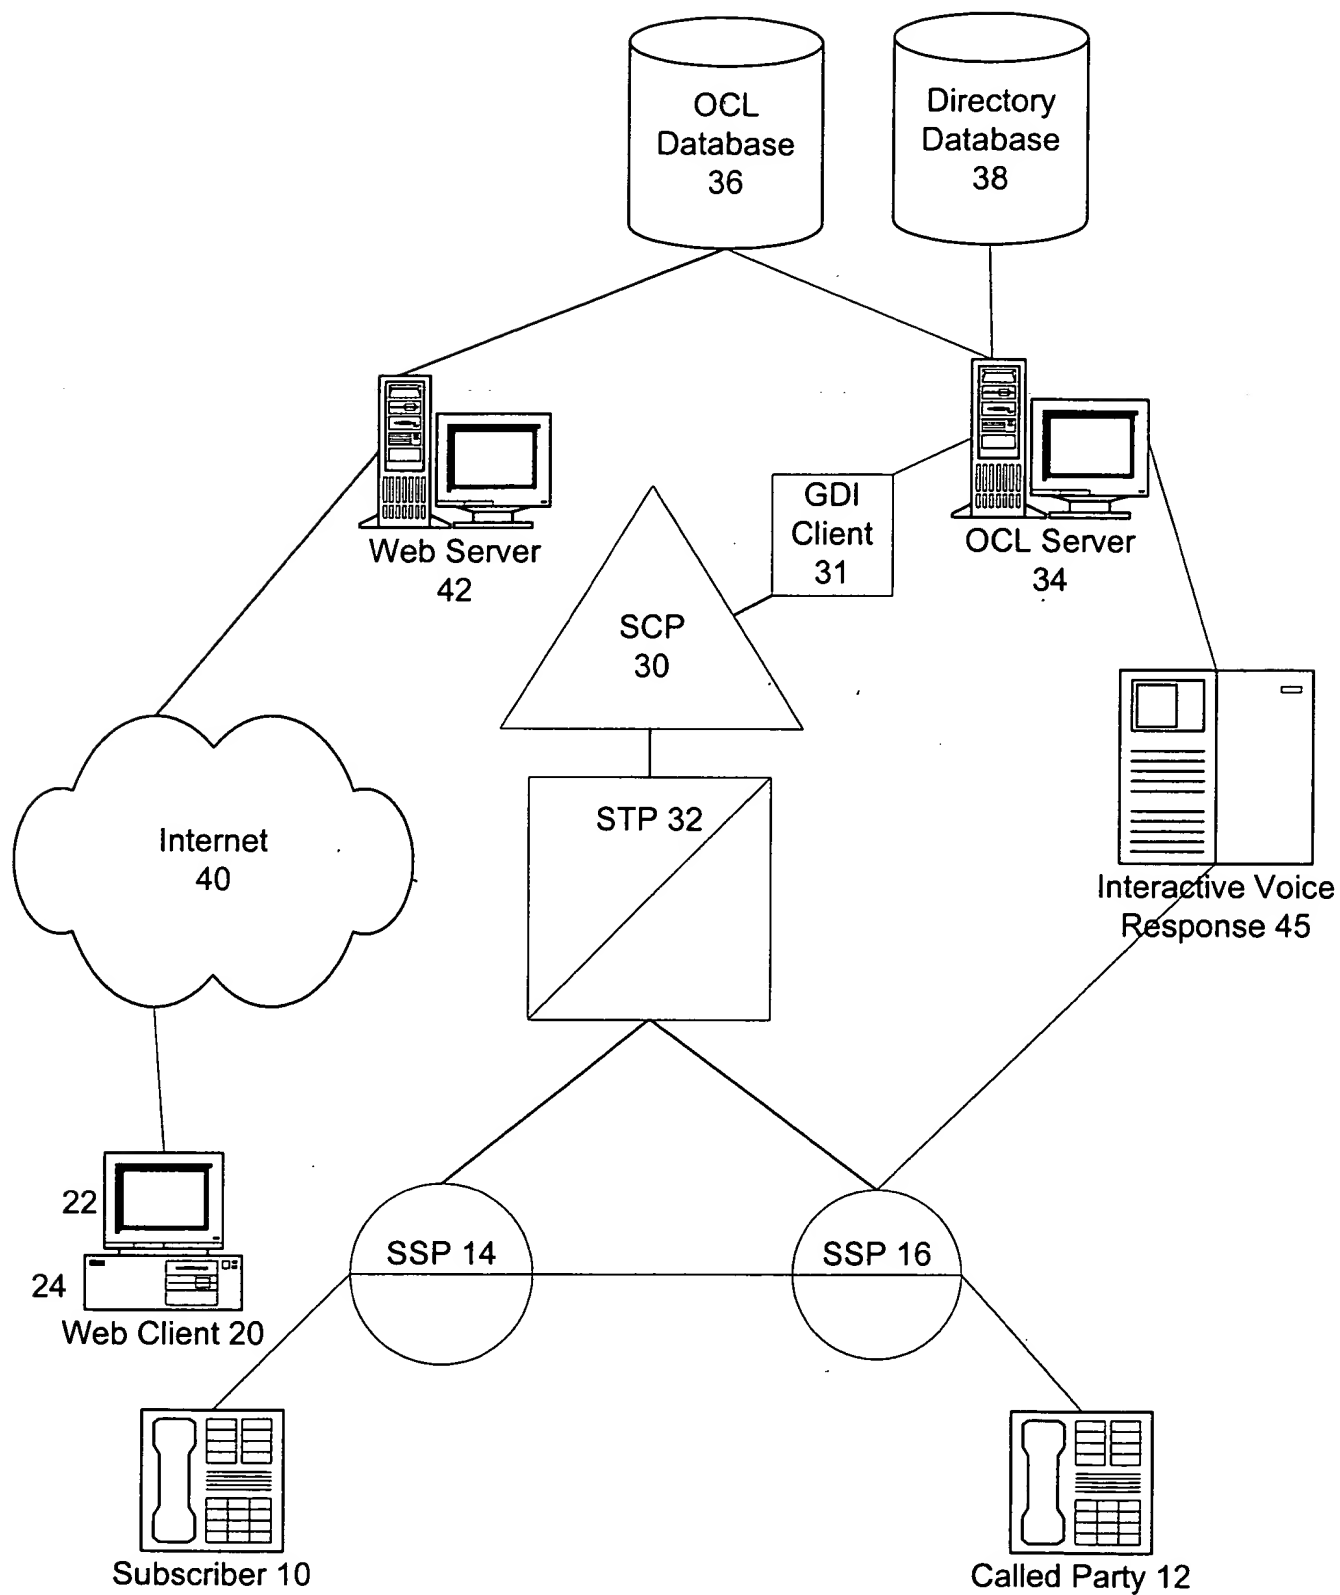 OCL
Database
36
Directory
Database
38
Web Server
42
GDI
Client
31
OCL Server
34
SCP
30
STP 32
Internet
40
Interactive Voice
Response 45
22
24
Web Client 20
SSP 14
SSP 16
Subscriber 10
Called Party 12